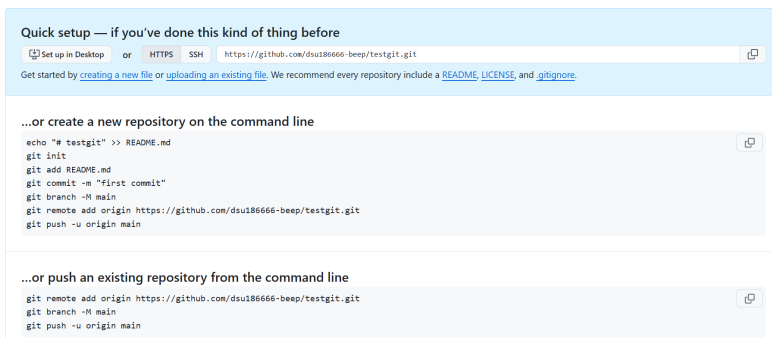 Quick setup — if you’ve done this kind of thing before
Set up in Desktop or HTTPS SSH https://github.com/dsu186666-beep/testgit.git
Get started by creating a new file or uploading an existing file. We recommend every repository include a README, LICENSE, and .gitignore.
…or create a new repository on the command line
echo "# testgit" >> README.md
git init
git add README.md
git commit -m "first commit"
git branch -M main
git remote add origin https://github.com/dsu186666-beep/testgit.git
git push -u origin main
…or push an existing repository from the command line
git remote add origin https://github.com/dsu186666-beep/testgit.git
git branch -M main
git push -u origin main